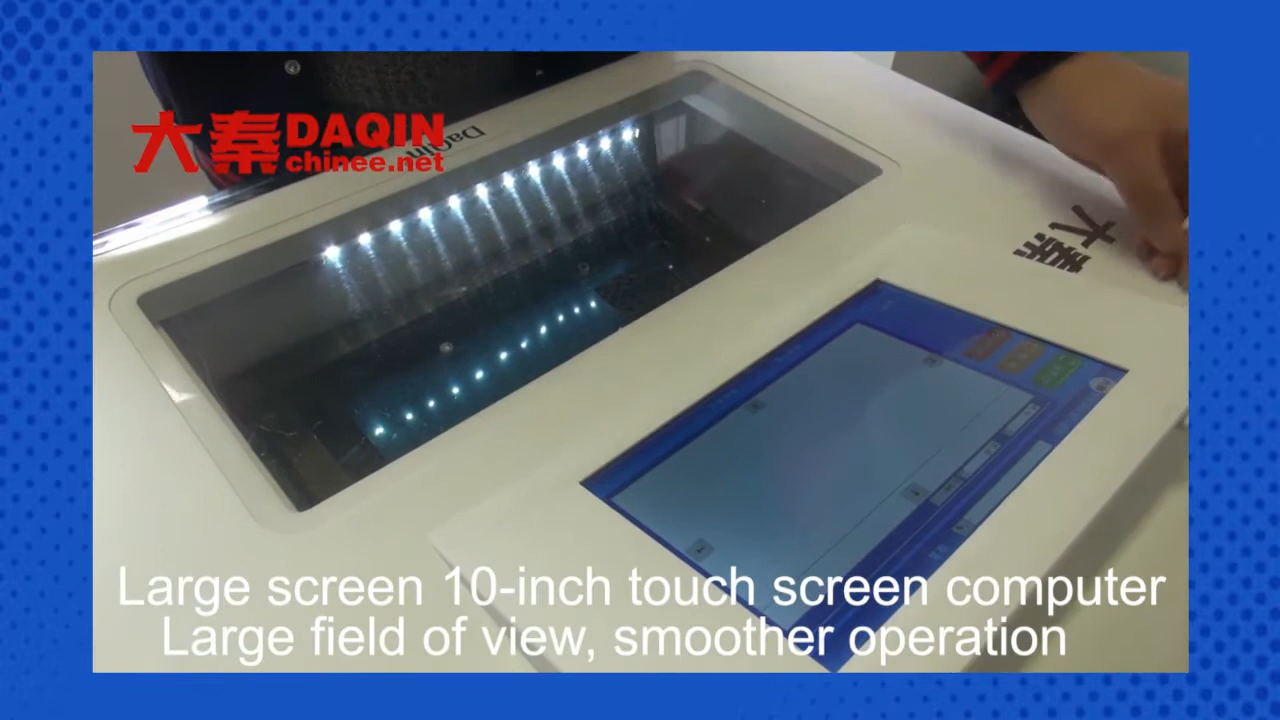 大秦DAQIN
chinee.net
DaQin
大秦
Large screen 10-inch touch screen computer
Large field of view, smoother operation